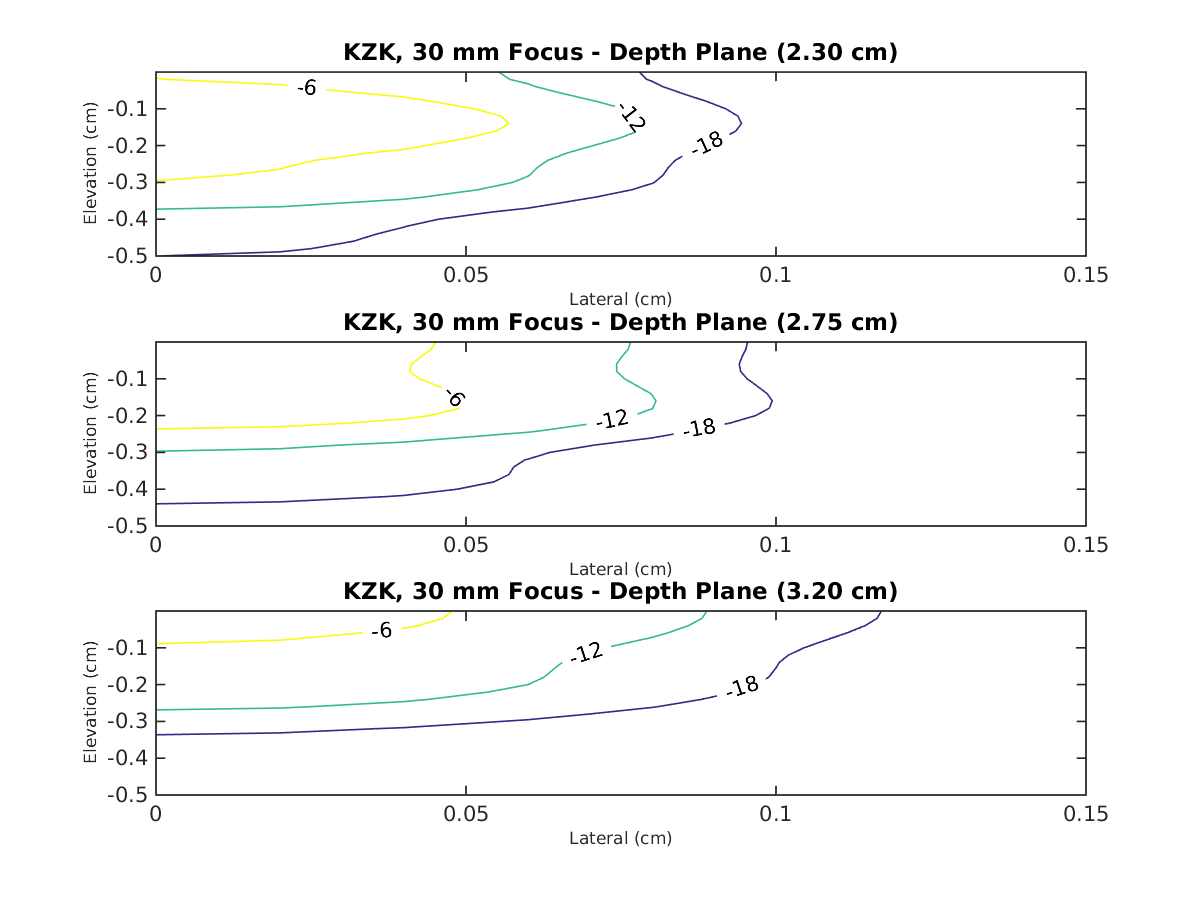 KZK, 30 mm Focus - Depth Plane (2.30 cm)
-6
-12
-18
-0.1
-0.2
-0.3
-0.4
-0.5
Elevation (cm)
0 0.05 0.1 0.15
Lateral (cm)
KZK, 30 mm Focus - Depth Plane (2.75 cm)
-6
-12
-18
-0.1
-0.2
-0.3
-0.4
-0.5
Elevation (cm)
0 0.05 0.1 0.15
Lateral (cm)
KZK, 30 mm Focus - Depth Plane (3.20 cm)
-6
-12
-18
-0.1
-0.2
-0.3
-0.4
-0.5
Elevation (cm)
0 0.05 0.1 0.15
Lateral (cm)